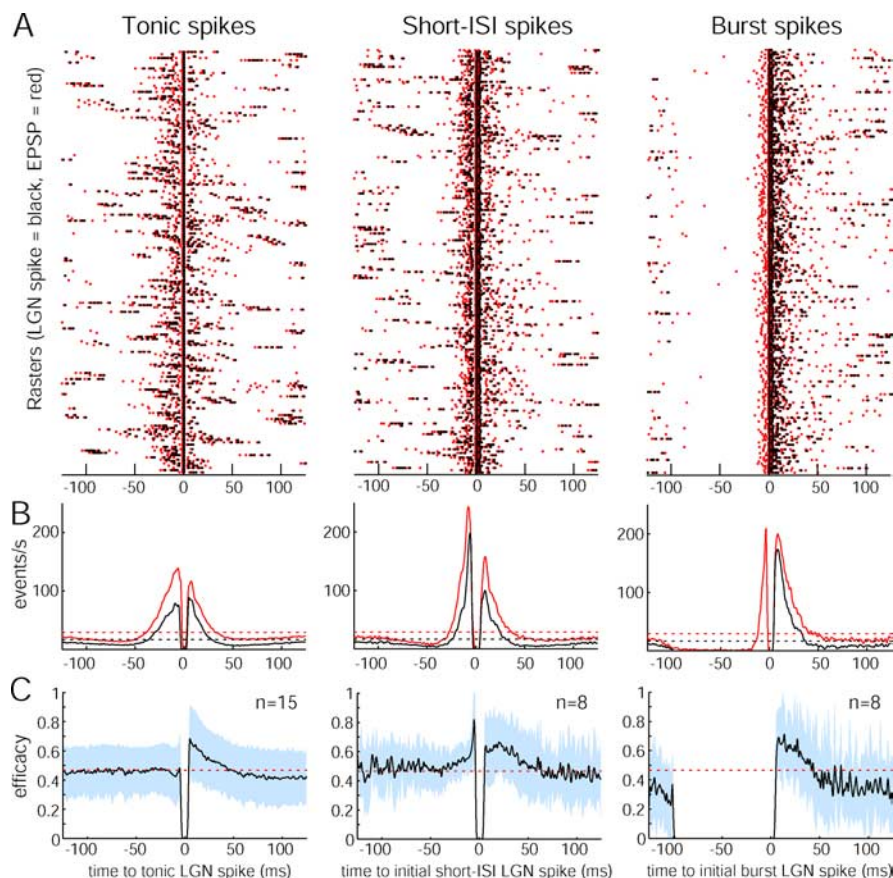 A
Tonic spikes
Short-ISI spikes
Burst spikes
Rasters (LGN spike = black, EPSP = red)
-100 -50 0 50 100
-100 -50 0 50 100
-100 -50 0 50 100
B
events/s
200
100
200
100
200
100
-100 -50 0 50 100
-100 -50 0 50 100
-100 -50 0 50 100
C
efficacy
1
0.8
0.6
0.4
0.2
0
n=15
1
0.8
0.6
0.4
0.2
0
n=8
1
0.8
0.6
0.4
0.2
0
n=8
-100 -50 0 50 100
-100 -50 0 50 100
-100 -50 0 50 100
time to tonic LGN spike (ms)
time to initial short-ISI LGN spike (ms)
time to initial burst LGN spike (ms)